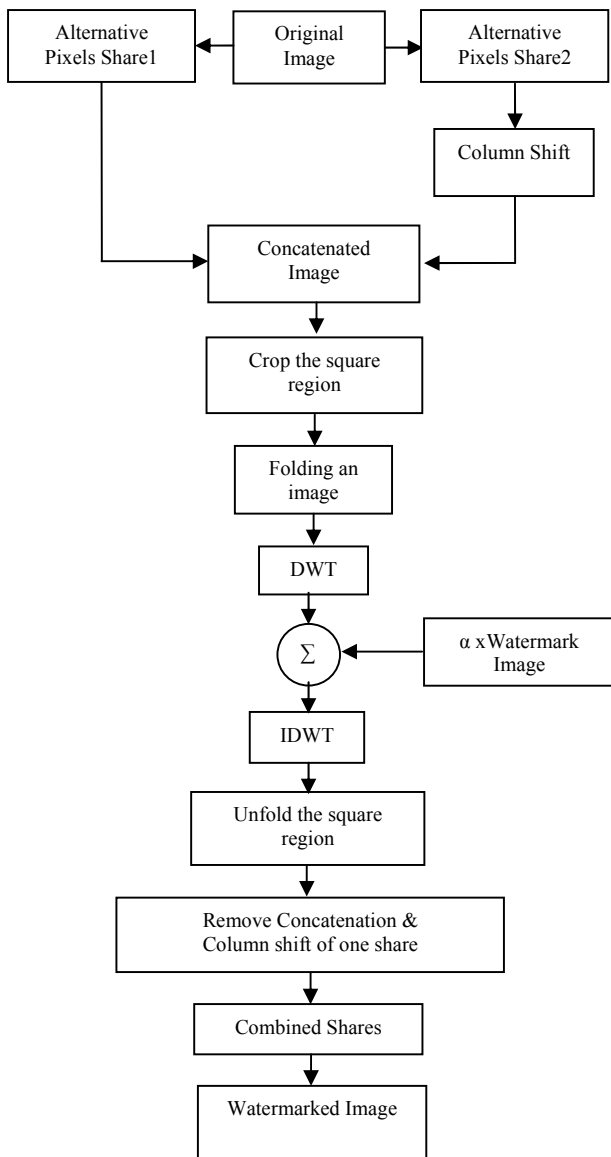 Alternative
Pixels Share1
Original
Image
Alternative
Pixels Share2
Column Shift
Concatenated
Image
Crop the square
region
Folding an
image
DWT
∑
α xWatermark
Image
IDWT
Unfold the square
region
Remove Concatenation &
Column shift of one share
Combined Shares
Watermarked Image